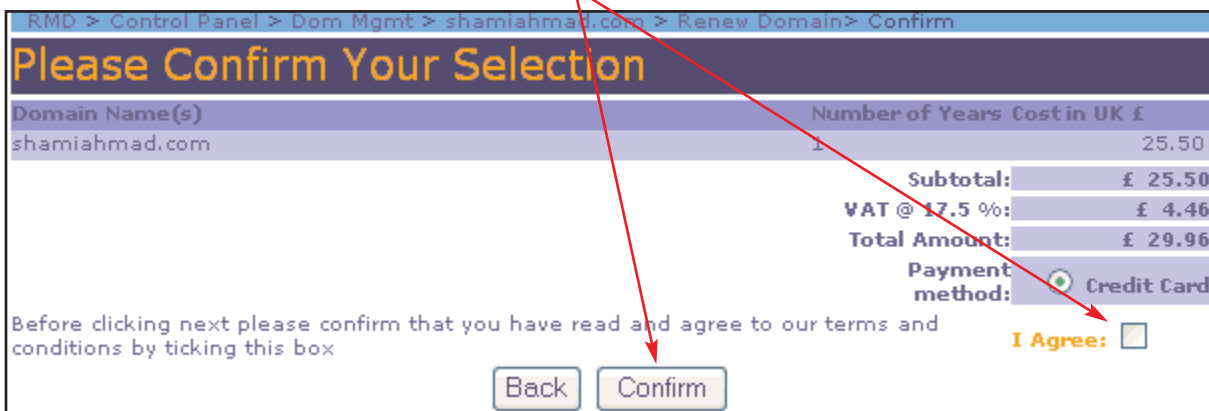 RMD > Control Panel > Dom Mgmt > shamiahmad.com > Renew Domain> Confirm
Please Confirm Your Selection
Domain Name(s) Number of Years Cost in UK £
shamiahmad.com 1 25.50
Subtotal: £ 25.50
VAT @ 17.5 %: £ 4.46
Total Amount: £ 29.96
Payment
method: Credit Card
Before clicking next please confirm that you have read and agree to our terms and
conditions by ticking this box
I Agree:
Back Confirm